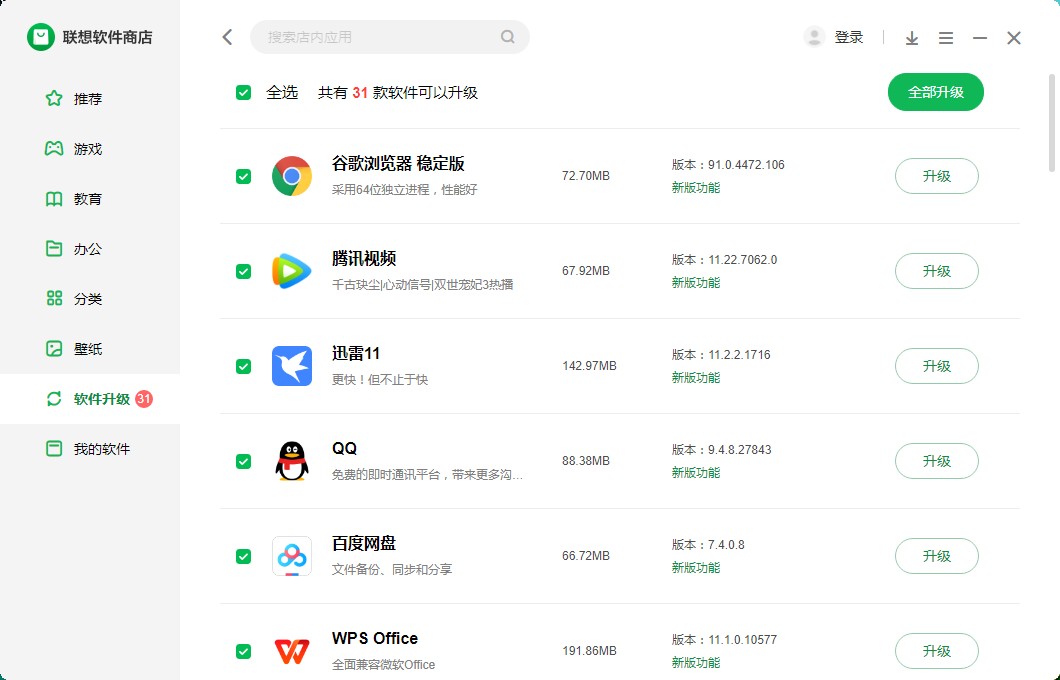 联想软件商店
搜索店内应用
登录
推荐
游戏
教育
办公
分类
壁纸
软件升级 31
我的软件
全选 共有 31 款软件可以升级
全部升级
谷歌浏览器 稳定版
采用64位独立进程，性能好
72.70MB
版本：91.0.4472.106
新版功能
升级
腾讯视频
千古玦尘|心动信号|双世宠妃3热播
67.92MB
版本：11.22.7062.0
新版功能
升级
迅雷11
更快！但不止于快
142.97MB
版本：11.2.2.1716
新版功能
升级
QQ
免费的即时通讯平台，带来更多沟...
88.38MB
版本：9.4.8.27843
新版功能
升级
百度网盘
文件备份、同步和分享
66.72MB
版本：7.4.0.8
新版功能
升级
WPS Office
全面兼容微软Office
191.86MB
版本：11.1.0.10577
新版功能
升级